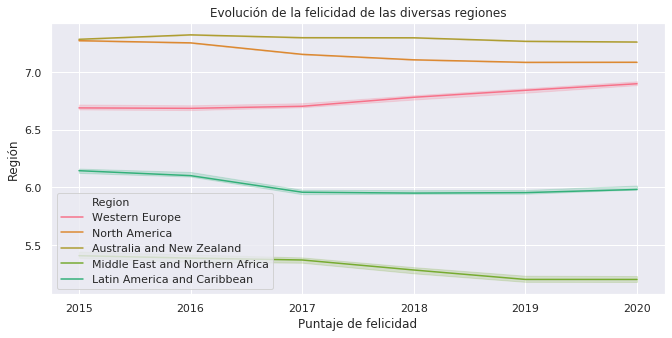 Evolución de la felicidad de las diversas regiones
Región
7.0
6.5
6.0
5.5
Region
Western Europe
North America
Australia and New Zealand
Middle East and Northern Africa
Latin America and Caribbean
2015 2016 2017 2018 2019 2020
Puntaje de felicidad